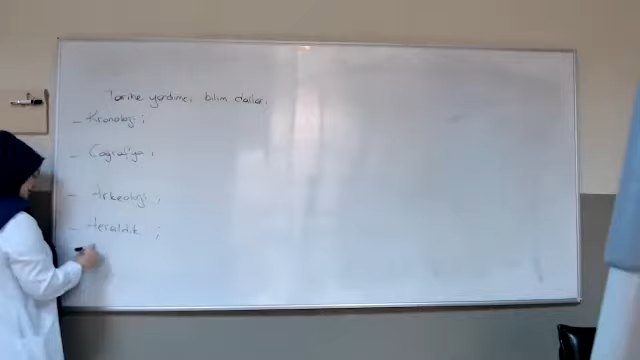 Tarihe yardımcı bilim dalları
- Kronoloji ;
- Coğrafya ;
- Arkeoloji ;
- Heraldik ;